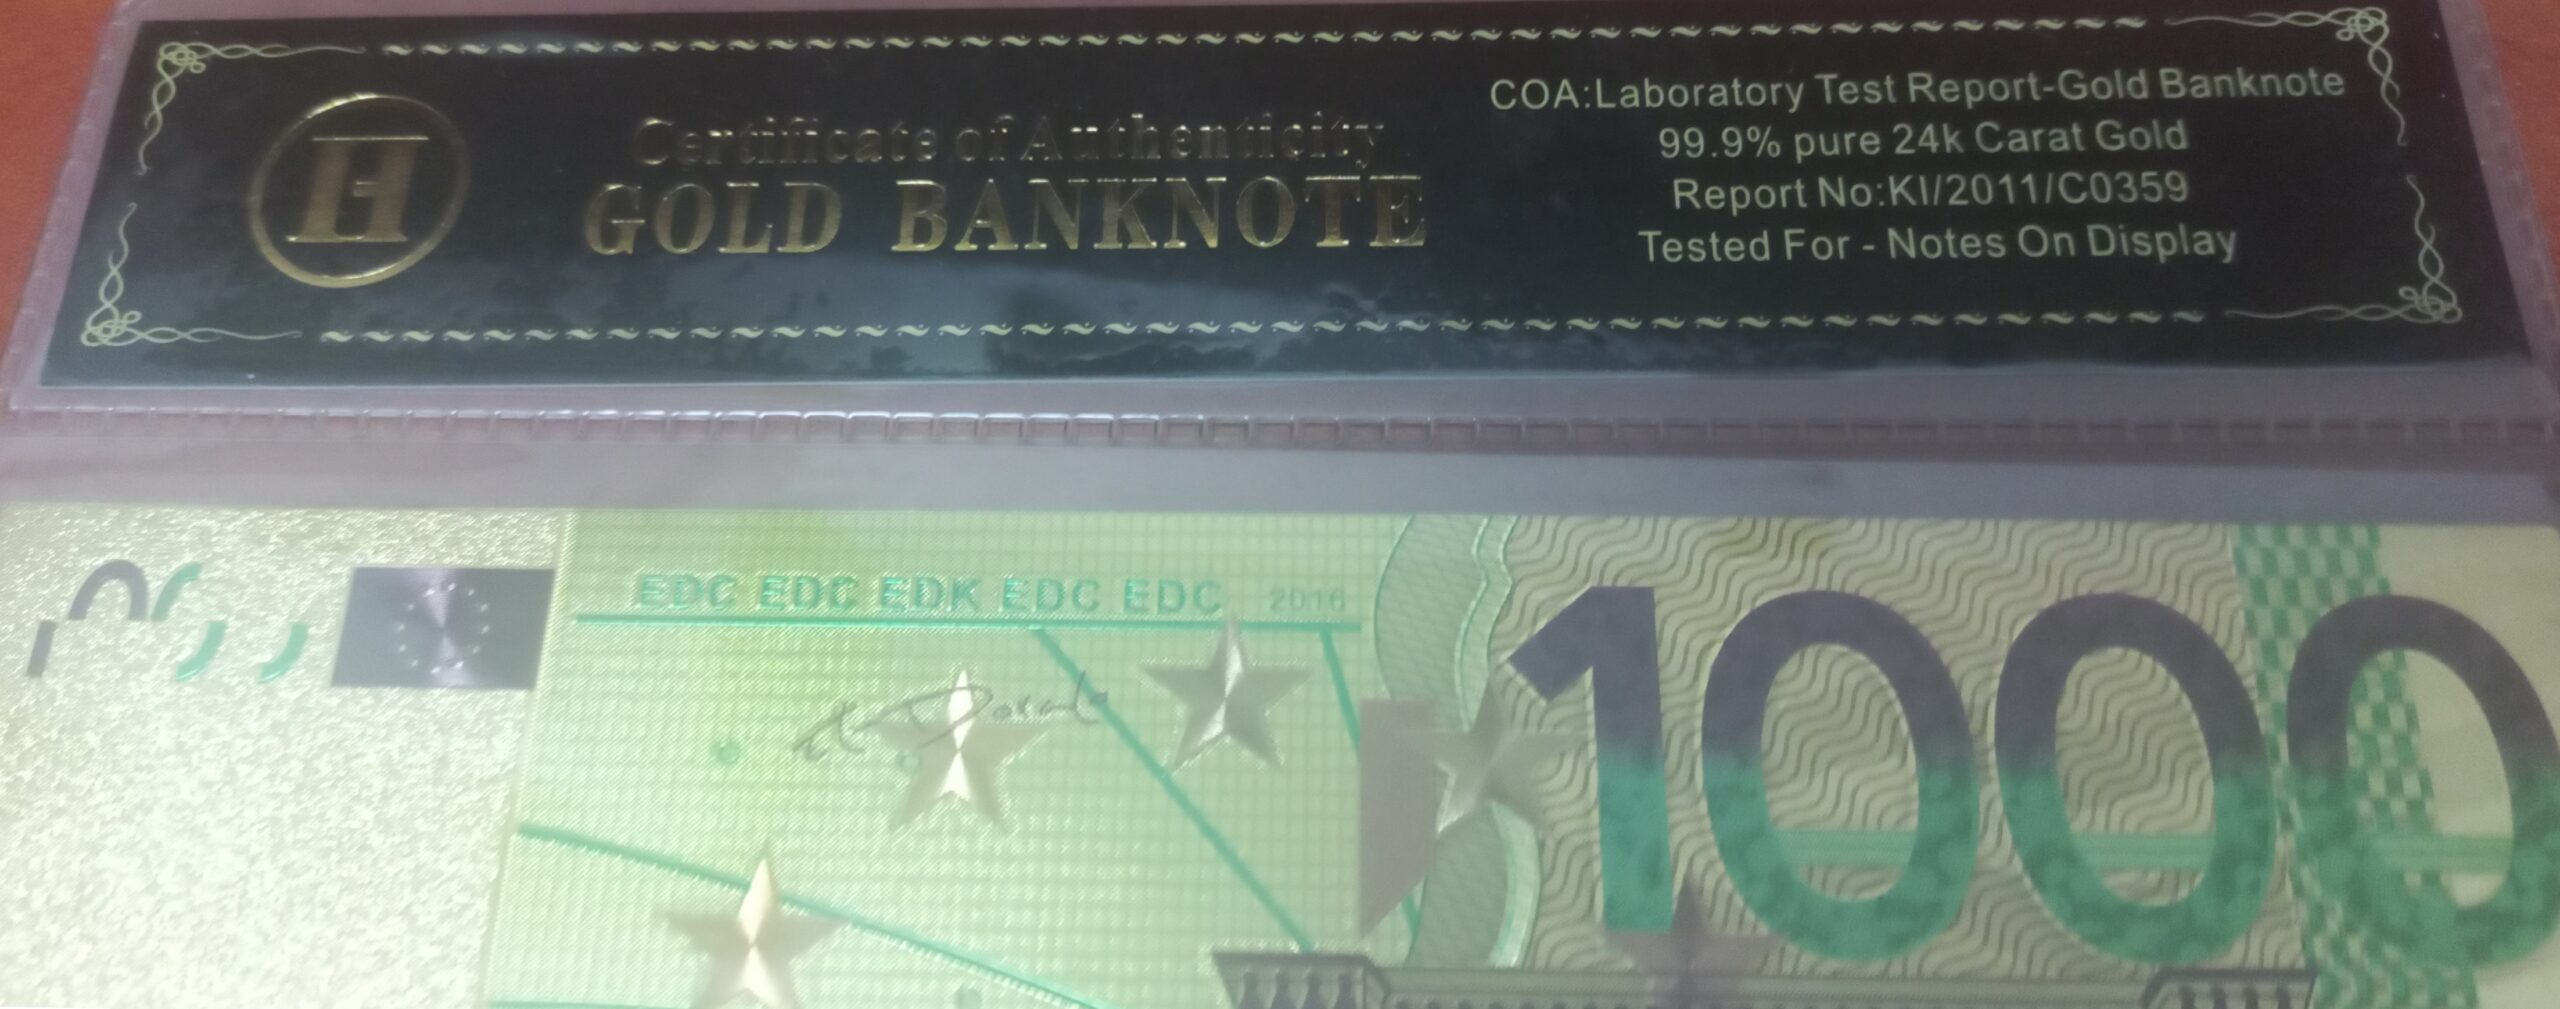 H
Certificate of Authenticity
GOLD BANKNOTE
COA:Laboratory Test Report-Gold Banknote
99.9% pure 24k Carat Gold
Report No:KI/2011/C0359
Tested For - Notes On Display
EDC EDC EDK EDC EDC 2016
1000